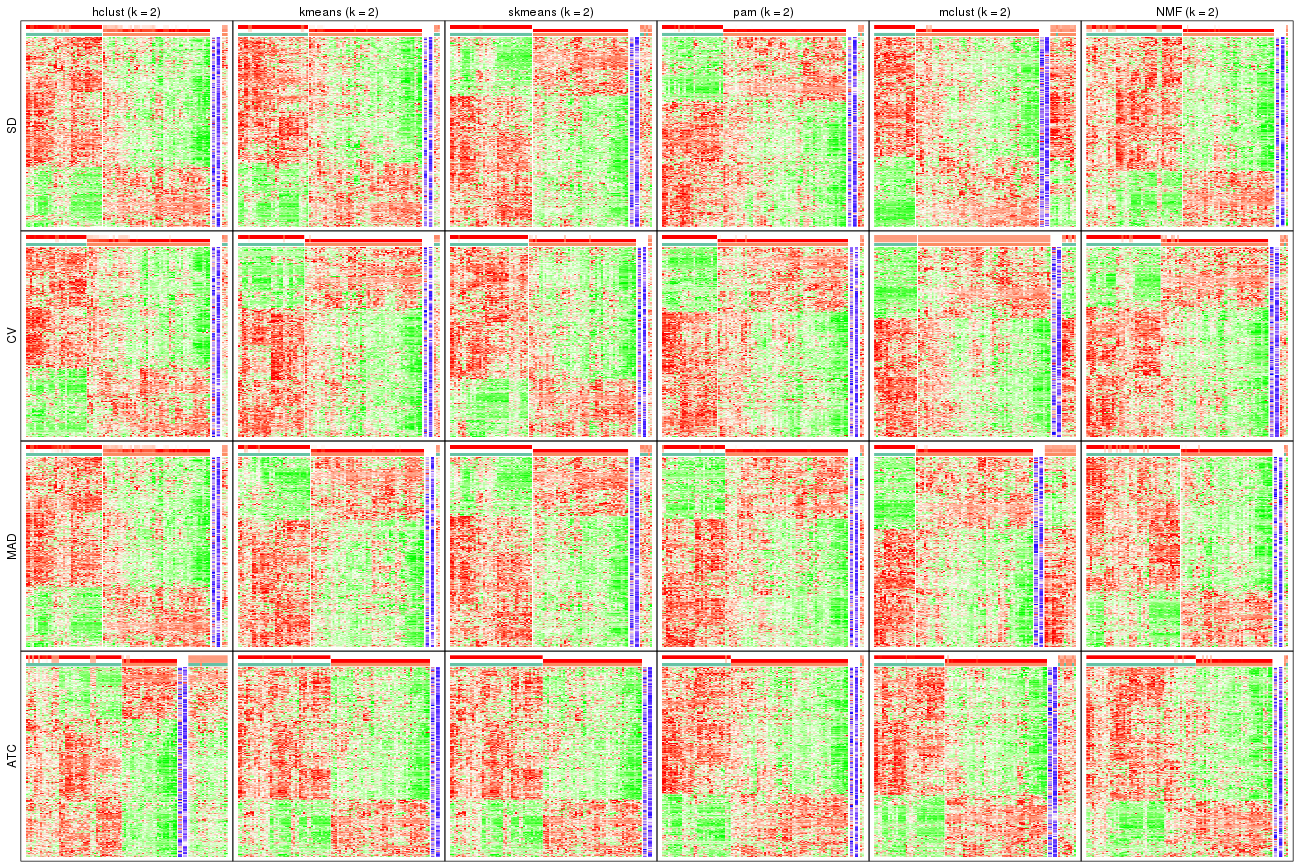 hclust (k = 2) kmeans (k = 2) skmeans (k = 2) pam (k = 2) mclust (k = 2) NMF (k = 2)
SD
CV
MAD
ATC